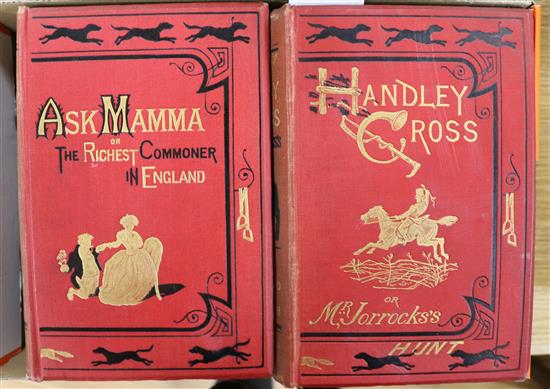 ASK MAMMA
OR
THE RICHEST COMMONER
IN ENGLAND
HANDLEY
CROSS
OR
MR JORROCKS'S
HUNT